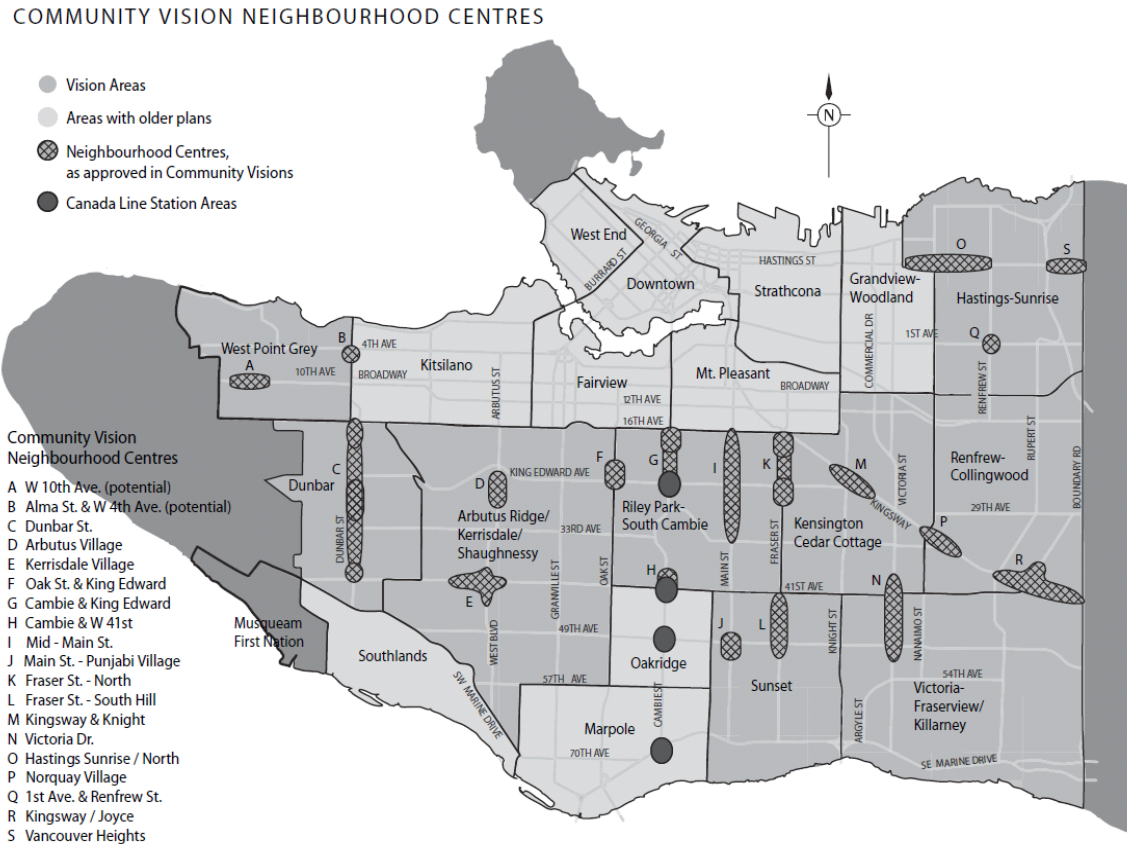 COMMUNITY VISION NEIGHBOURHOOD CENTRES
Vision Areas
Areas with older plans
Neighbourhood Centres,
as approved in Community Visions
Canada Line Station Areas
N
West End
GEORGIA ST
BURRARD ST
Downtown
HASTINGS ST
Strathcona
Grandview-
Woodland
COMMERCIAL DR
1ST AVE
O
S
Hastings-Sunrise
Q
RENFREW ST
West Point Grey
A
B
4TH AVE
10TH AVE
BROADWAY
Kitsilano
ARBUTUS ST
Fairview
12TH AVE
16TH AVE
Mt. Pleasant
BROADWAY
Dunbar
C
DUNBAR ST
D
KING EDWARD AVE
Arbutus Ridge/
Kerrisdale/
Shaughnessy
33RD AVE
E
WEST BLVD
GRANVILLE ST
OAK ST
F
G
Riley Park-
South Cambie
H
I
MAIN ST
K
FRASER ST
M
KINGSWAY
VICTORIA ST
Kensington
Cedar Cottage
41ST AVE
Renfrew-
Collingwood
RUPERT ST
BOUNDARY RD
29TH AVE
P
R
N
NANAIMO ST
KNIGHT ST
J
L
Sunset
49TH AVE
Oakridge
57TH AVE
CAMBIE ST
Marpole
70TH AVE
Musqueam
First Nation
Southlands
SW MARINE DRIVE
54TH AVE
Victoria-
Fraserview/
Killarney
ARGYLE ST
SE MARINE DRIVE
Community Vision
Neighbourhood Centres
A W 10th Ave. (potential)
B Alma St. & W 4th Ave. (potential)
C Dunbar St.
D Arbutus Village
E Kerrisdale Village
F Oak St. & King Edward
G Cambie & King Edward
H Cambie & W 41st
I Mid - Main St.
J Main St. - Punjabi Village
K Fraser St. - North
L Fraser St. - South Hill
M Kingsway & Knight
N Victoria Dr.
O Hastings Sunrise / North
P Norquay Village
Q 1st Ave. & Renfrew St.
R Kingsway / Joyce
S Vancouver Heights